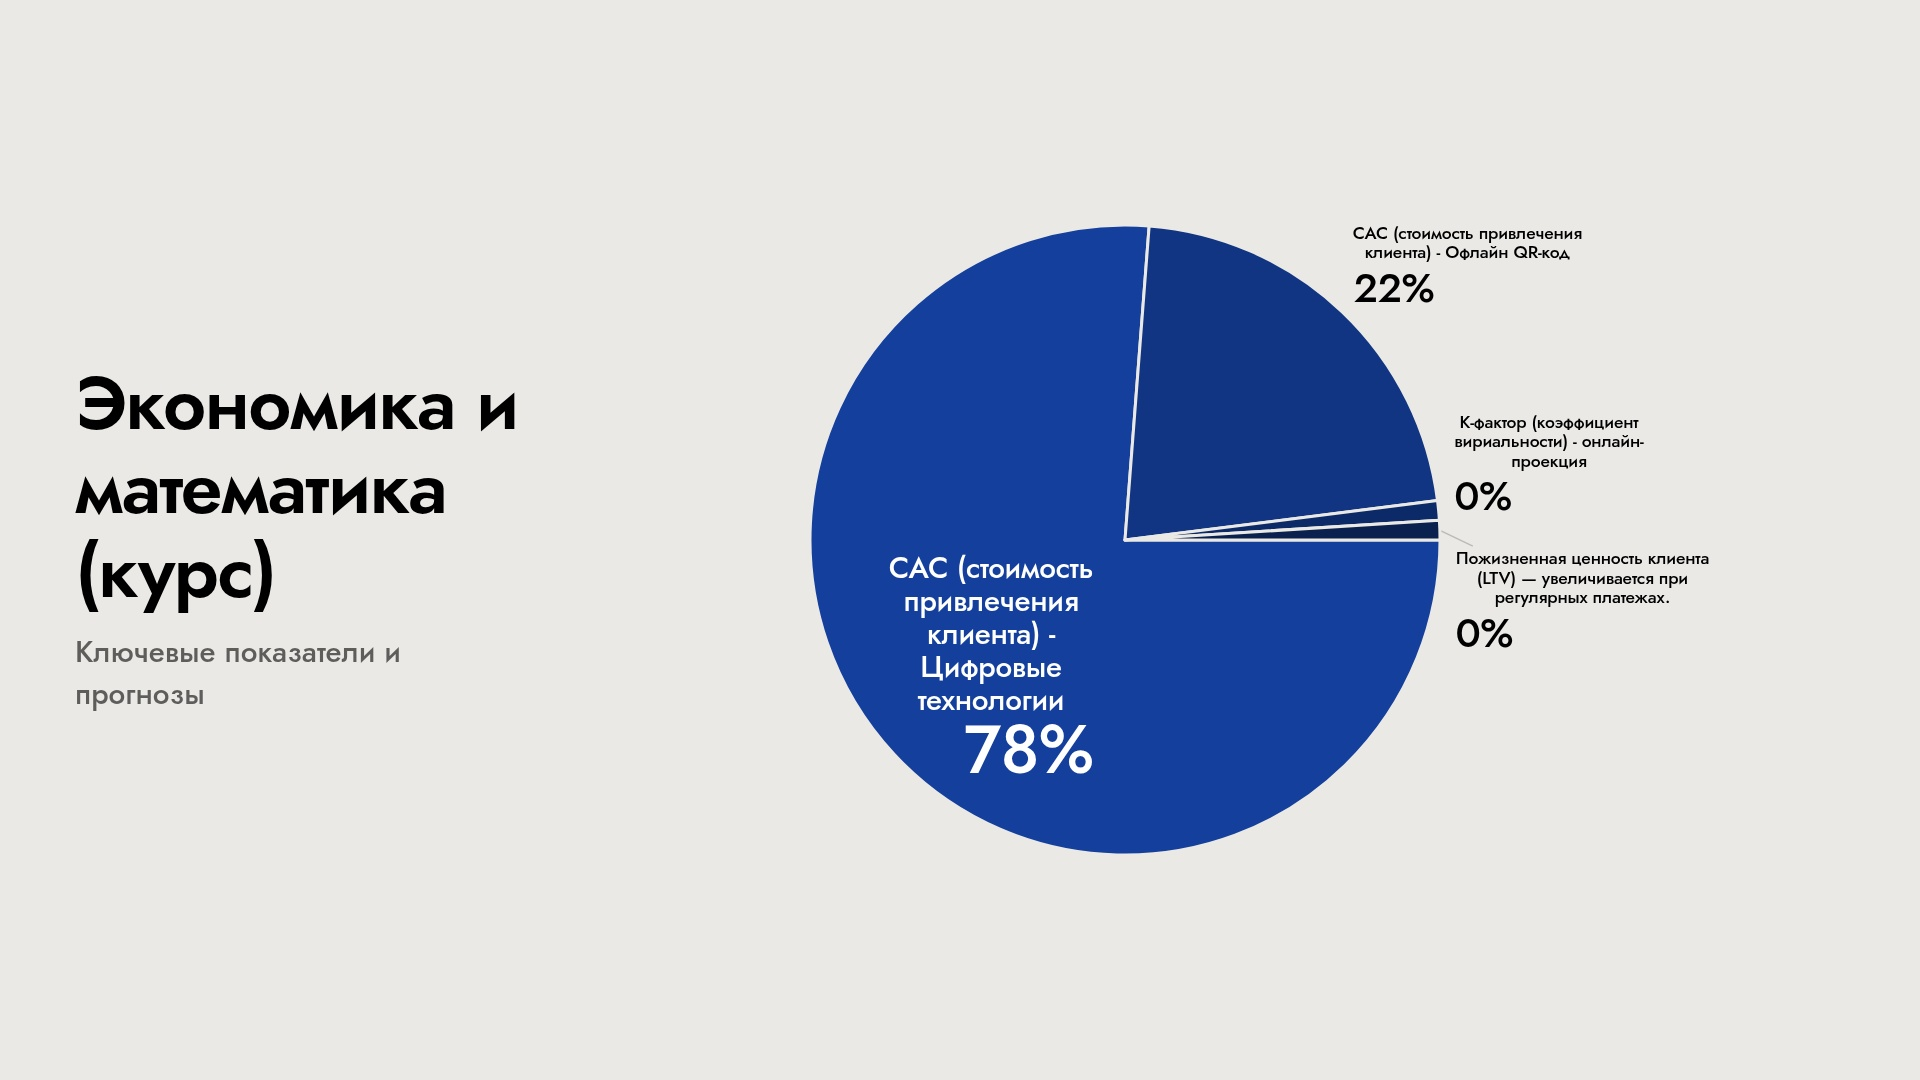 Экономика и
математика
(курс)
Ключевые показатели и
прогнозы
CAC (стоимость привлечения
клиента) - Офлайн QR-код
22%
К-фактор (коэффициент
вириальности) - онлайн-
проекция
0%
Пожизненная ценность клиента
(LTV) — увеличивается при
регулярных платежах.
0%
CAC (стоимость
привлечения
клиента) -
Цифровые
технологии
78%